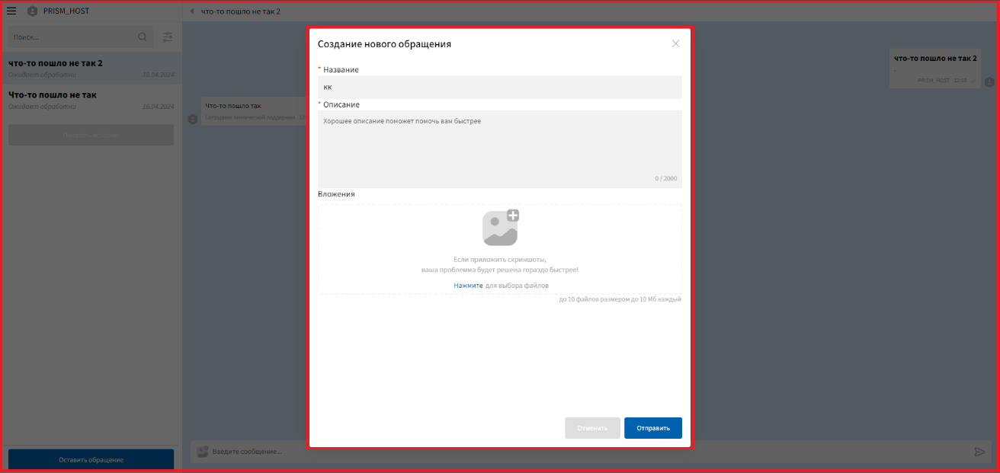 PRISM_HOST
что-то пошло не так 2
Поиск...
что-то пошло не так 2
Ожидает обработки
16.04.2024
Что-то пошло не так
Ожидает обработки
16.04.2024
Оставить обращение
Что-то пошло так
Сотрудник технической поддержки
что-то пошло не так 2
.
PRISM_HOST 12:53
Введите сообщение...
Создание нового обращения
* Название
кк
* Описание
Хорошее описание поможет помочь вам быстрее
0 / 2000
Вложения
Если приложить скриншоты,
ваша проблемма будет решена гораздо быстрее!
Нажмите для выбора файлов
до 10 файлов размером до 10 Мб каждый
Отменить
Отправить